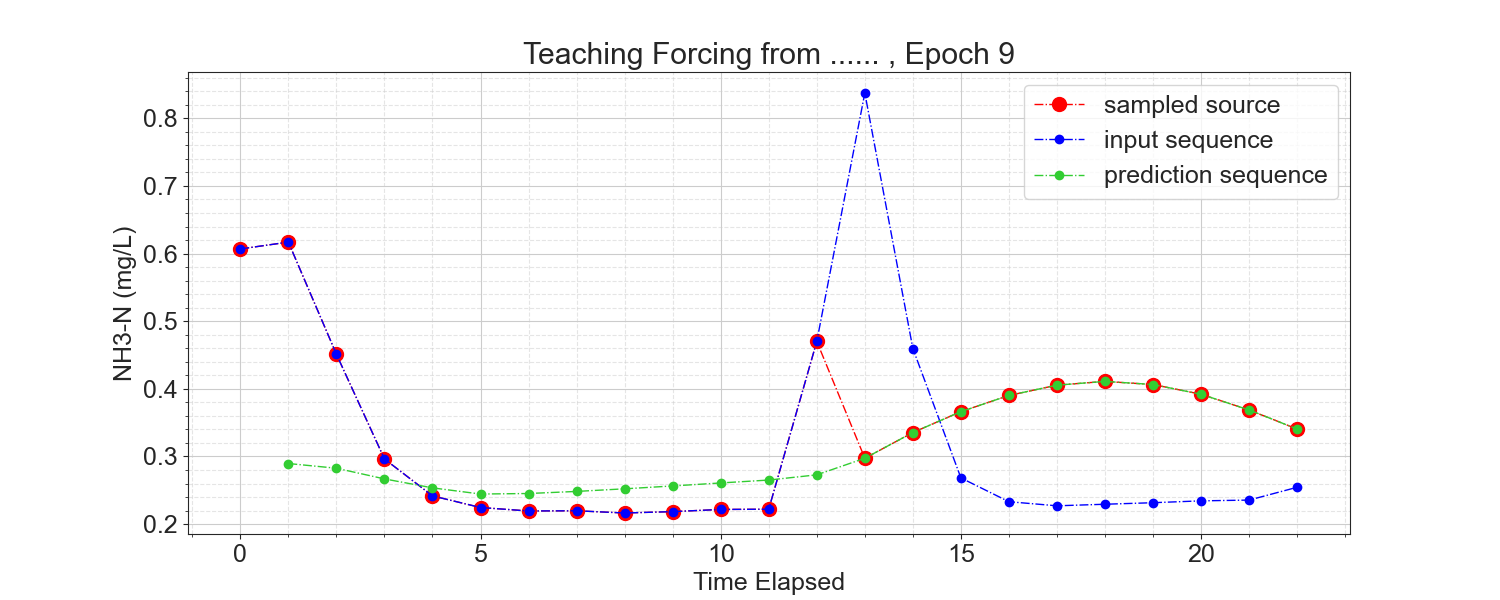 Teaching Forcing from ...... , Epoch 9
sampled source
input sequence
prediction sequence
NH3-N (mg/L)
0.8
0.7
0.6
0.5
0.4
0.3
0.2
0 5 10 15 20
Time Elapsed